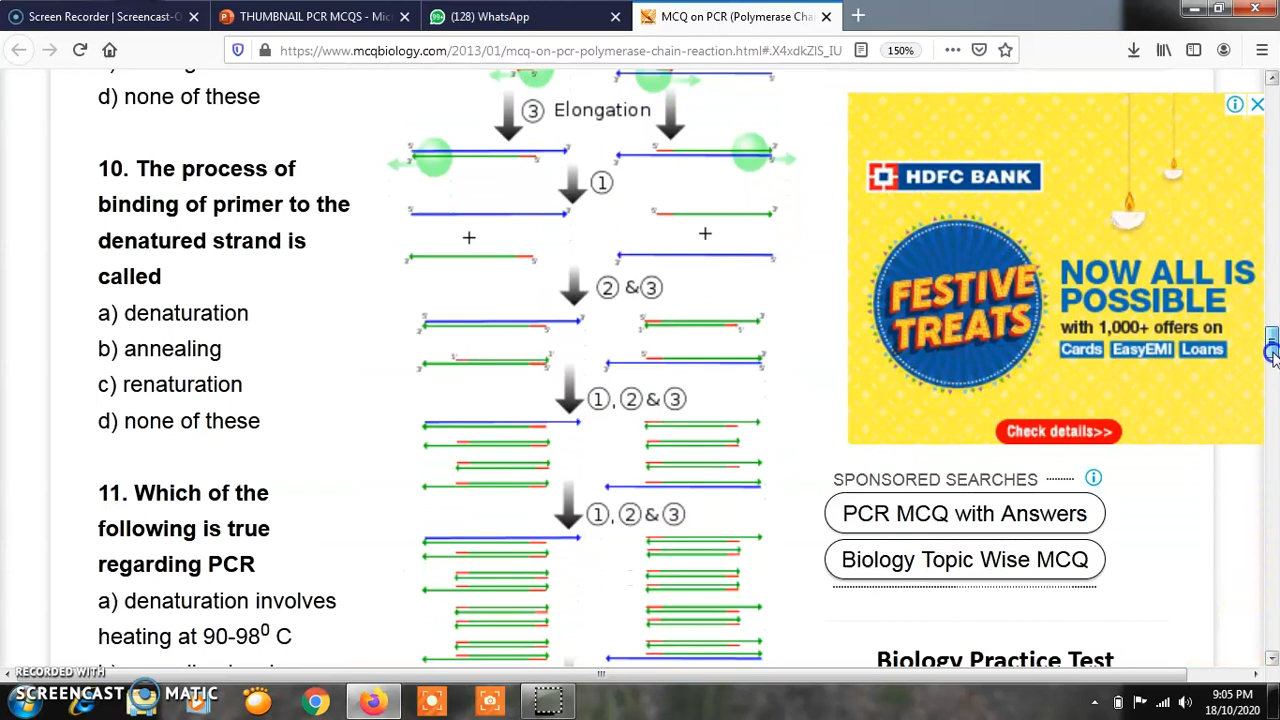 Screen Recorder | Screencast-O
THUMBNAIL PCR MCQS - Mic
(128) WhatsApp
MCQ on PCR (Polymerase Cha
https://www.mcqbiology.com/2013/01/mcq-on-pcr-polymerase-chain-reaction.html#.X4xdkZlS_IU
150%
d) none of these
10. The process of
binding of primer to the
denatured strand is
called
a) denaturation
b) annealing
c) renaturation
d) none of these
11. Which of the
following is true
regarding PCR
a) denaturation involves
heating at 90-98⁰ C
③ Elongation
①
+
+
② &③
①, ② & ③
①, ② & ③
HDFC BANK
FESTIVE
TREATS
NOW ALL IS
POSSIBLE
with 1,000+ offers on
Cards EasyEMI Loans
Check details>>
SPONSORED SEARCHES
PCR MCQ with Answers
Biology Topic Wise MCQ
Biology Practice Test
RECORDED WITH
SCREENCAST MATIC
9:05 PM
18/10/2020